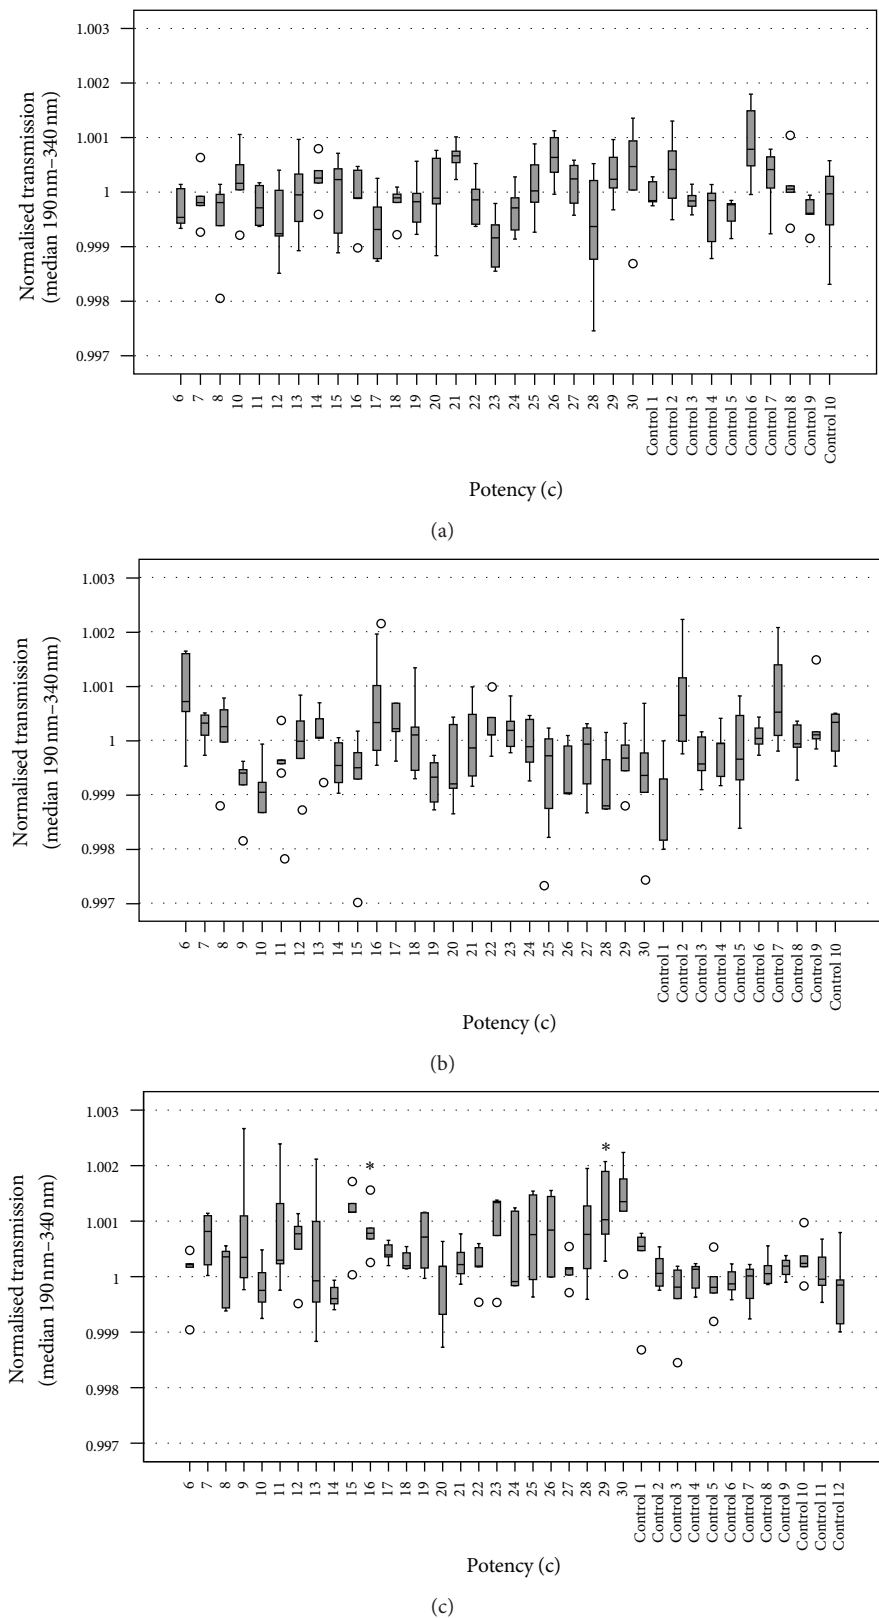 1.003
1.002
1.001
1
0.999
0.998
0.997
Normalised transmission
(median 190 nm–340 nm)
6
7
8
10
11
12
13
14
15
16
17
18
19
20
21
22
23
24
25
26
27
28
29
30
Control 1
Control 2
Control 3
Control 4
Control 5
Control 6
Control 7
Control 8
Control 9
Control 10
Potency (c)
(a)
1.003
1.002
1.001
1
0.999
0.998
0.997
Normalised transmission
(median 190 nm–340 nm)
6
7
8
9
10
11
12
13
14
15
16
17
18
19
20
21
22
23
24
25
26
27
28
29
30
Control 1
Control 2
Control 3
Control 4
Control 5
Control 6
Control 7
Control 8
Control 9
Control 10
Potency (c)
(b)
1.003
1.002
1.001
1
0.999
0.998
0.997
Normalised transmission
(median 190 nm–340 nm)
*
*
6
7
8
9
10
11
12
13
14
15
16
17
18
19
20
21
22
23
24
25
26
27
28
29
30
Control 1
Control 2
Control 3
Control 4
Control 5
Control 6
Control 7
Control 8
Control 9
Control 10
Control 11
Control 12
Potency (c)
(c)